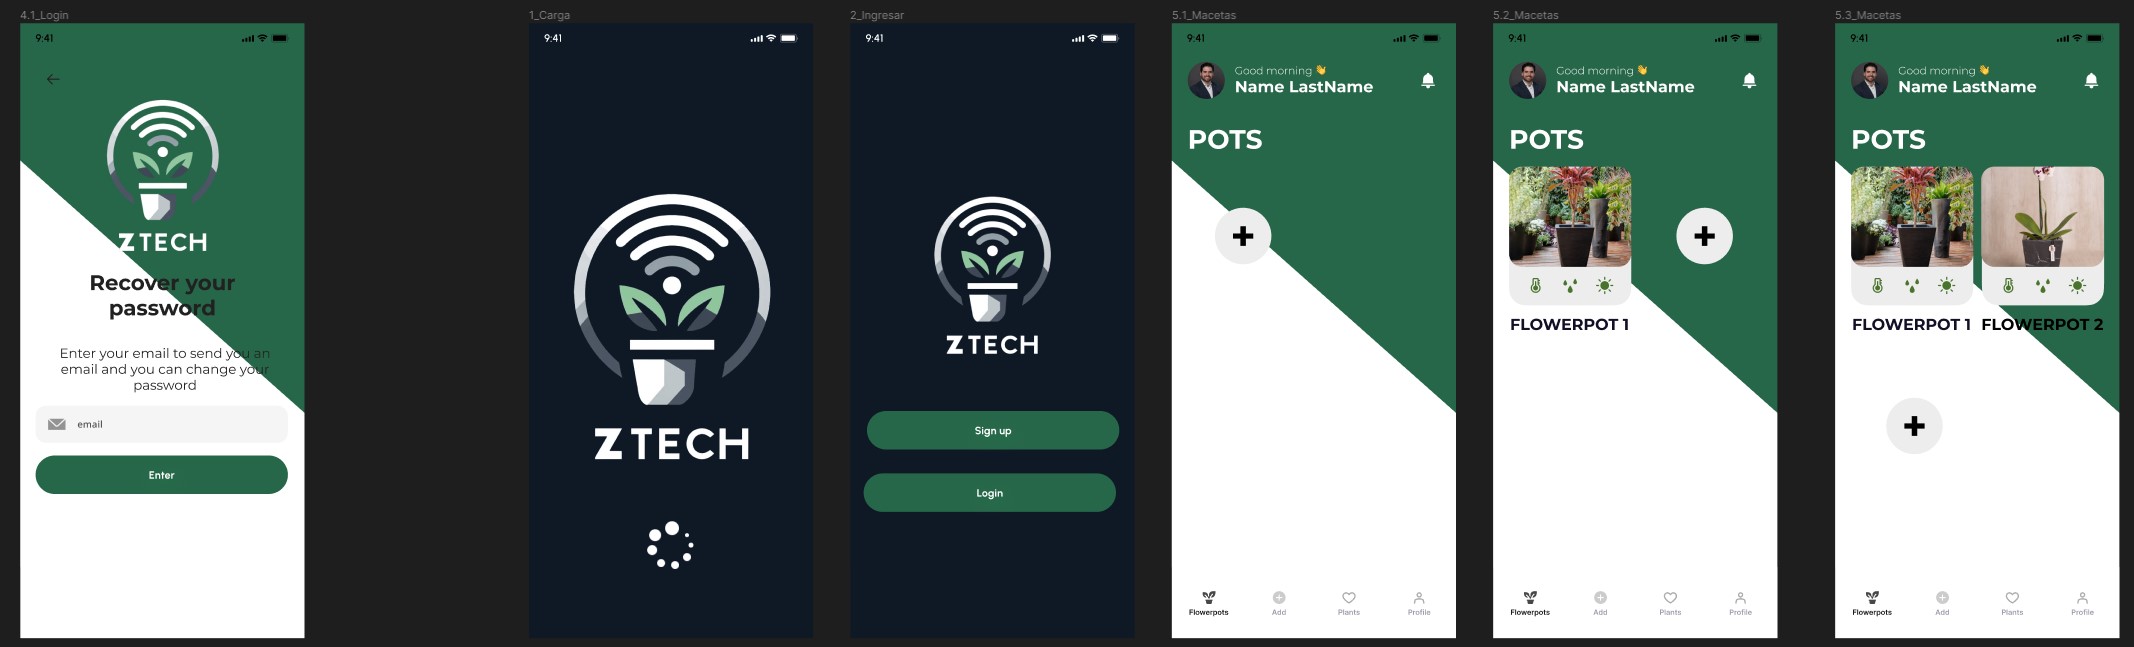 4.1_Login
9:41
Z TECH
Recover your
password
Enter your email to send you an
email and you can change your
password
email
Enter
1_Carga
9:41
Z TECH
2_Ingresar
9:41
Z TECH
Sign up
Login
5.1_Macetas
9:41
Good morning 👋
Name LastName
POTS
Flowerpots
Add
Plants
Profile
5.2_Macetas
9:41
Good morning 👋
Name LastName
POTS
FLOWERPOT 1
Flowerpots
Add
Plants
Profile
5.3_Macetas
9:41
Good morning 👋
Name LastName
POTS
FLOWERPOT 1
FLOWERPOT 2
Flowerpots
Add
Plants
Profile